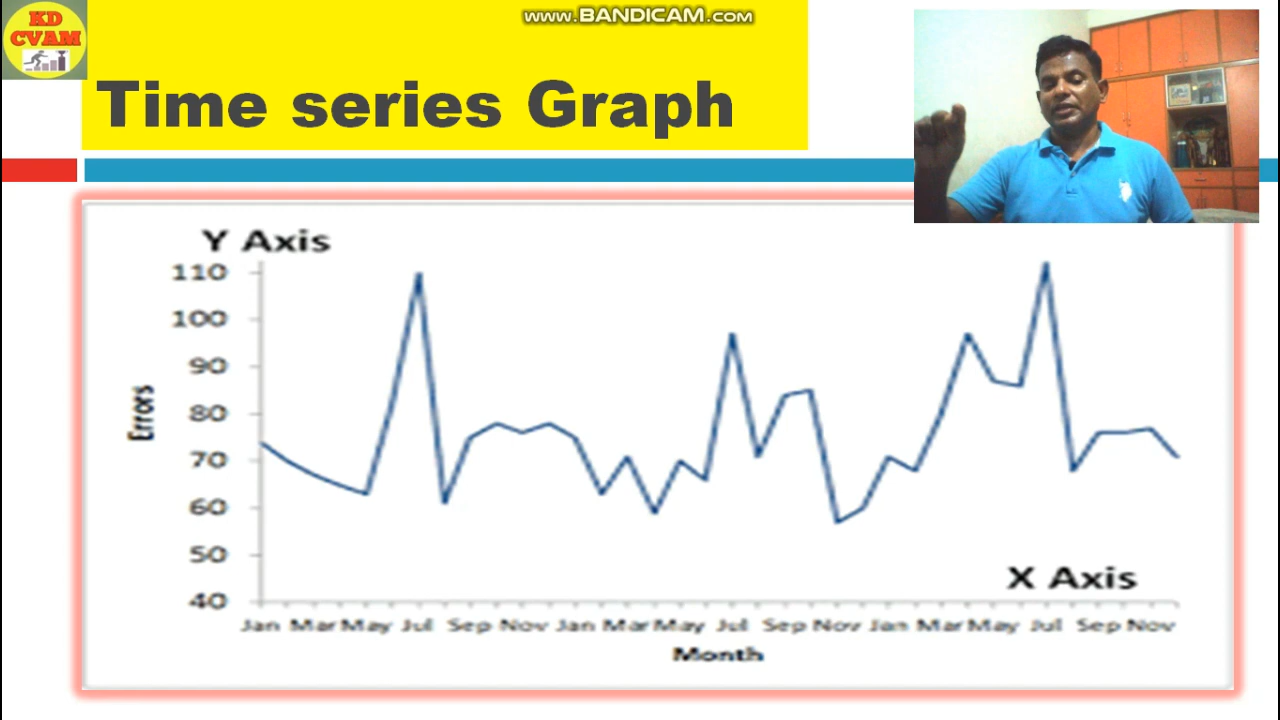 KD
CVAM
www.BANDICAM.com
Time series Graph
Y Axis
110
100
90
80
70
60
50
40
Errors
X Axis
Jan Mar May Jul Sep Nov Jan Mar May Jul Sep Nov Jan Mar May Jul Sep Nov
Month